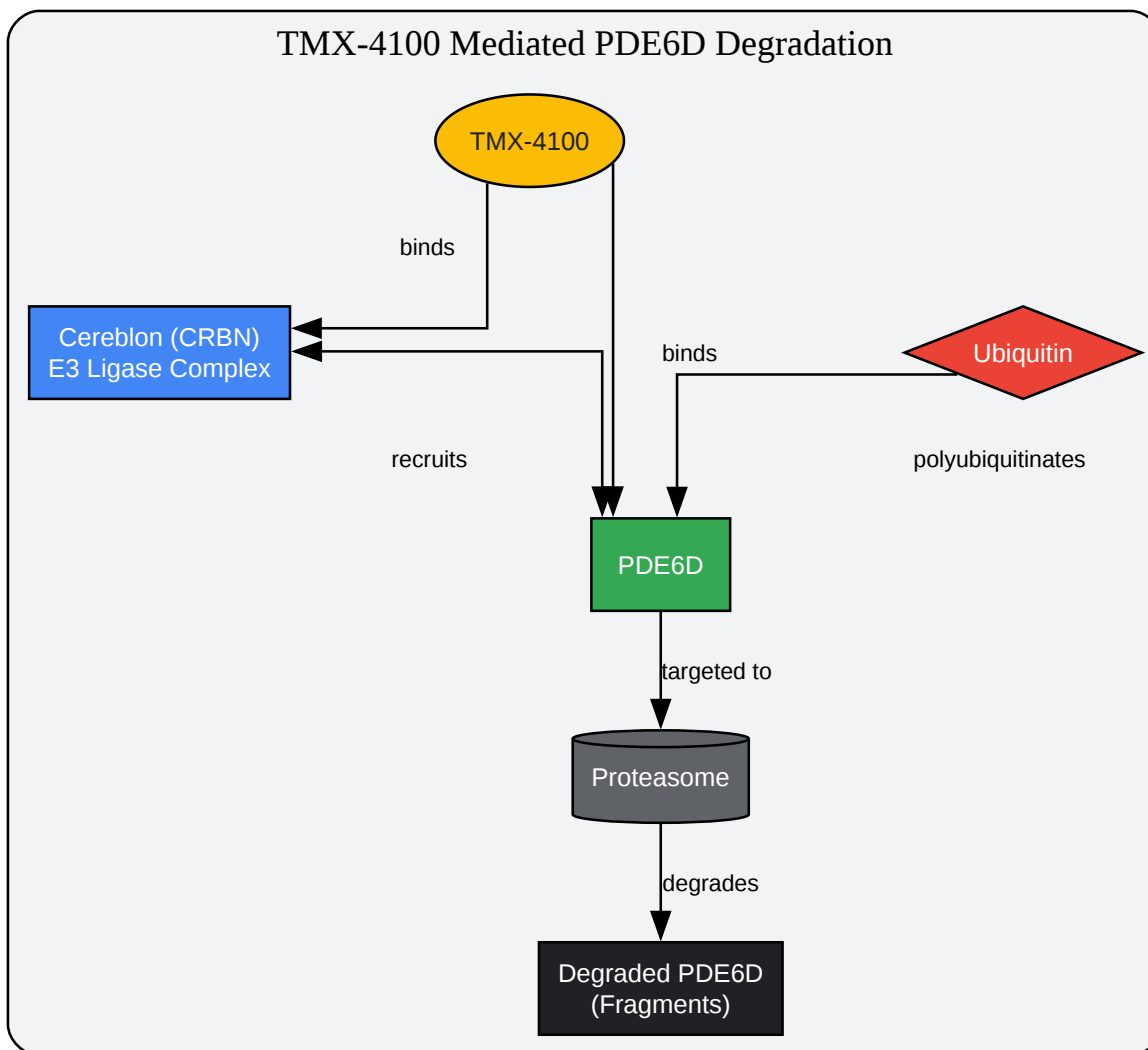 TMX-4100 Mediated PDE6D Degradation
TMX-4100
binds
Cereblon (CRBN)
E3 Ligase Complex
binds
Ubiquitin
recruits
polyubiquitinates
PDE6D
targeted to
Proteasome
degrades
Degraded PDE6D
(Fragments)